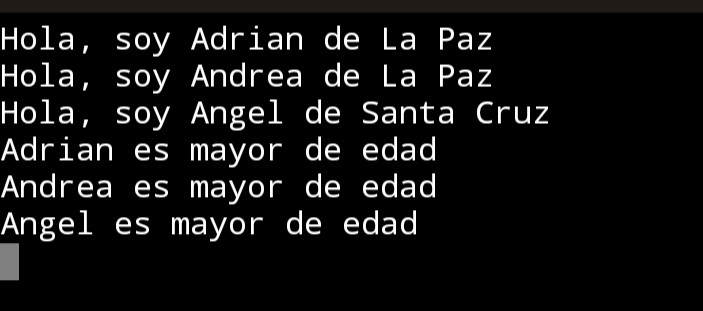 Hola, soy Adrian de La Paz
Hola, soy Andrea de La Paz
Hola, soy Angel de Santa Cruz
Adrian es mayor de edad
Andrea es mayor de edad
Angel es mayor de edad